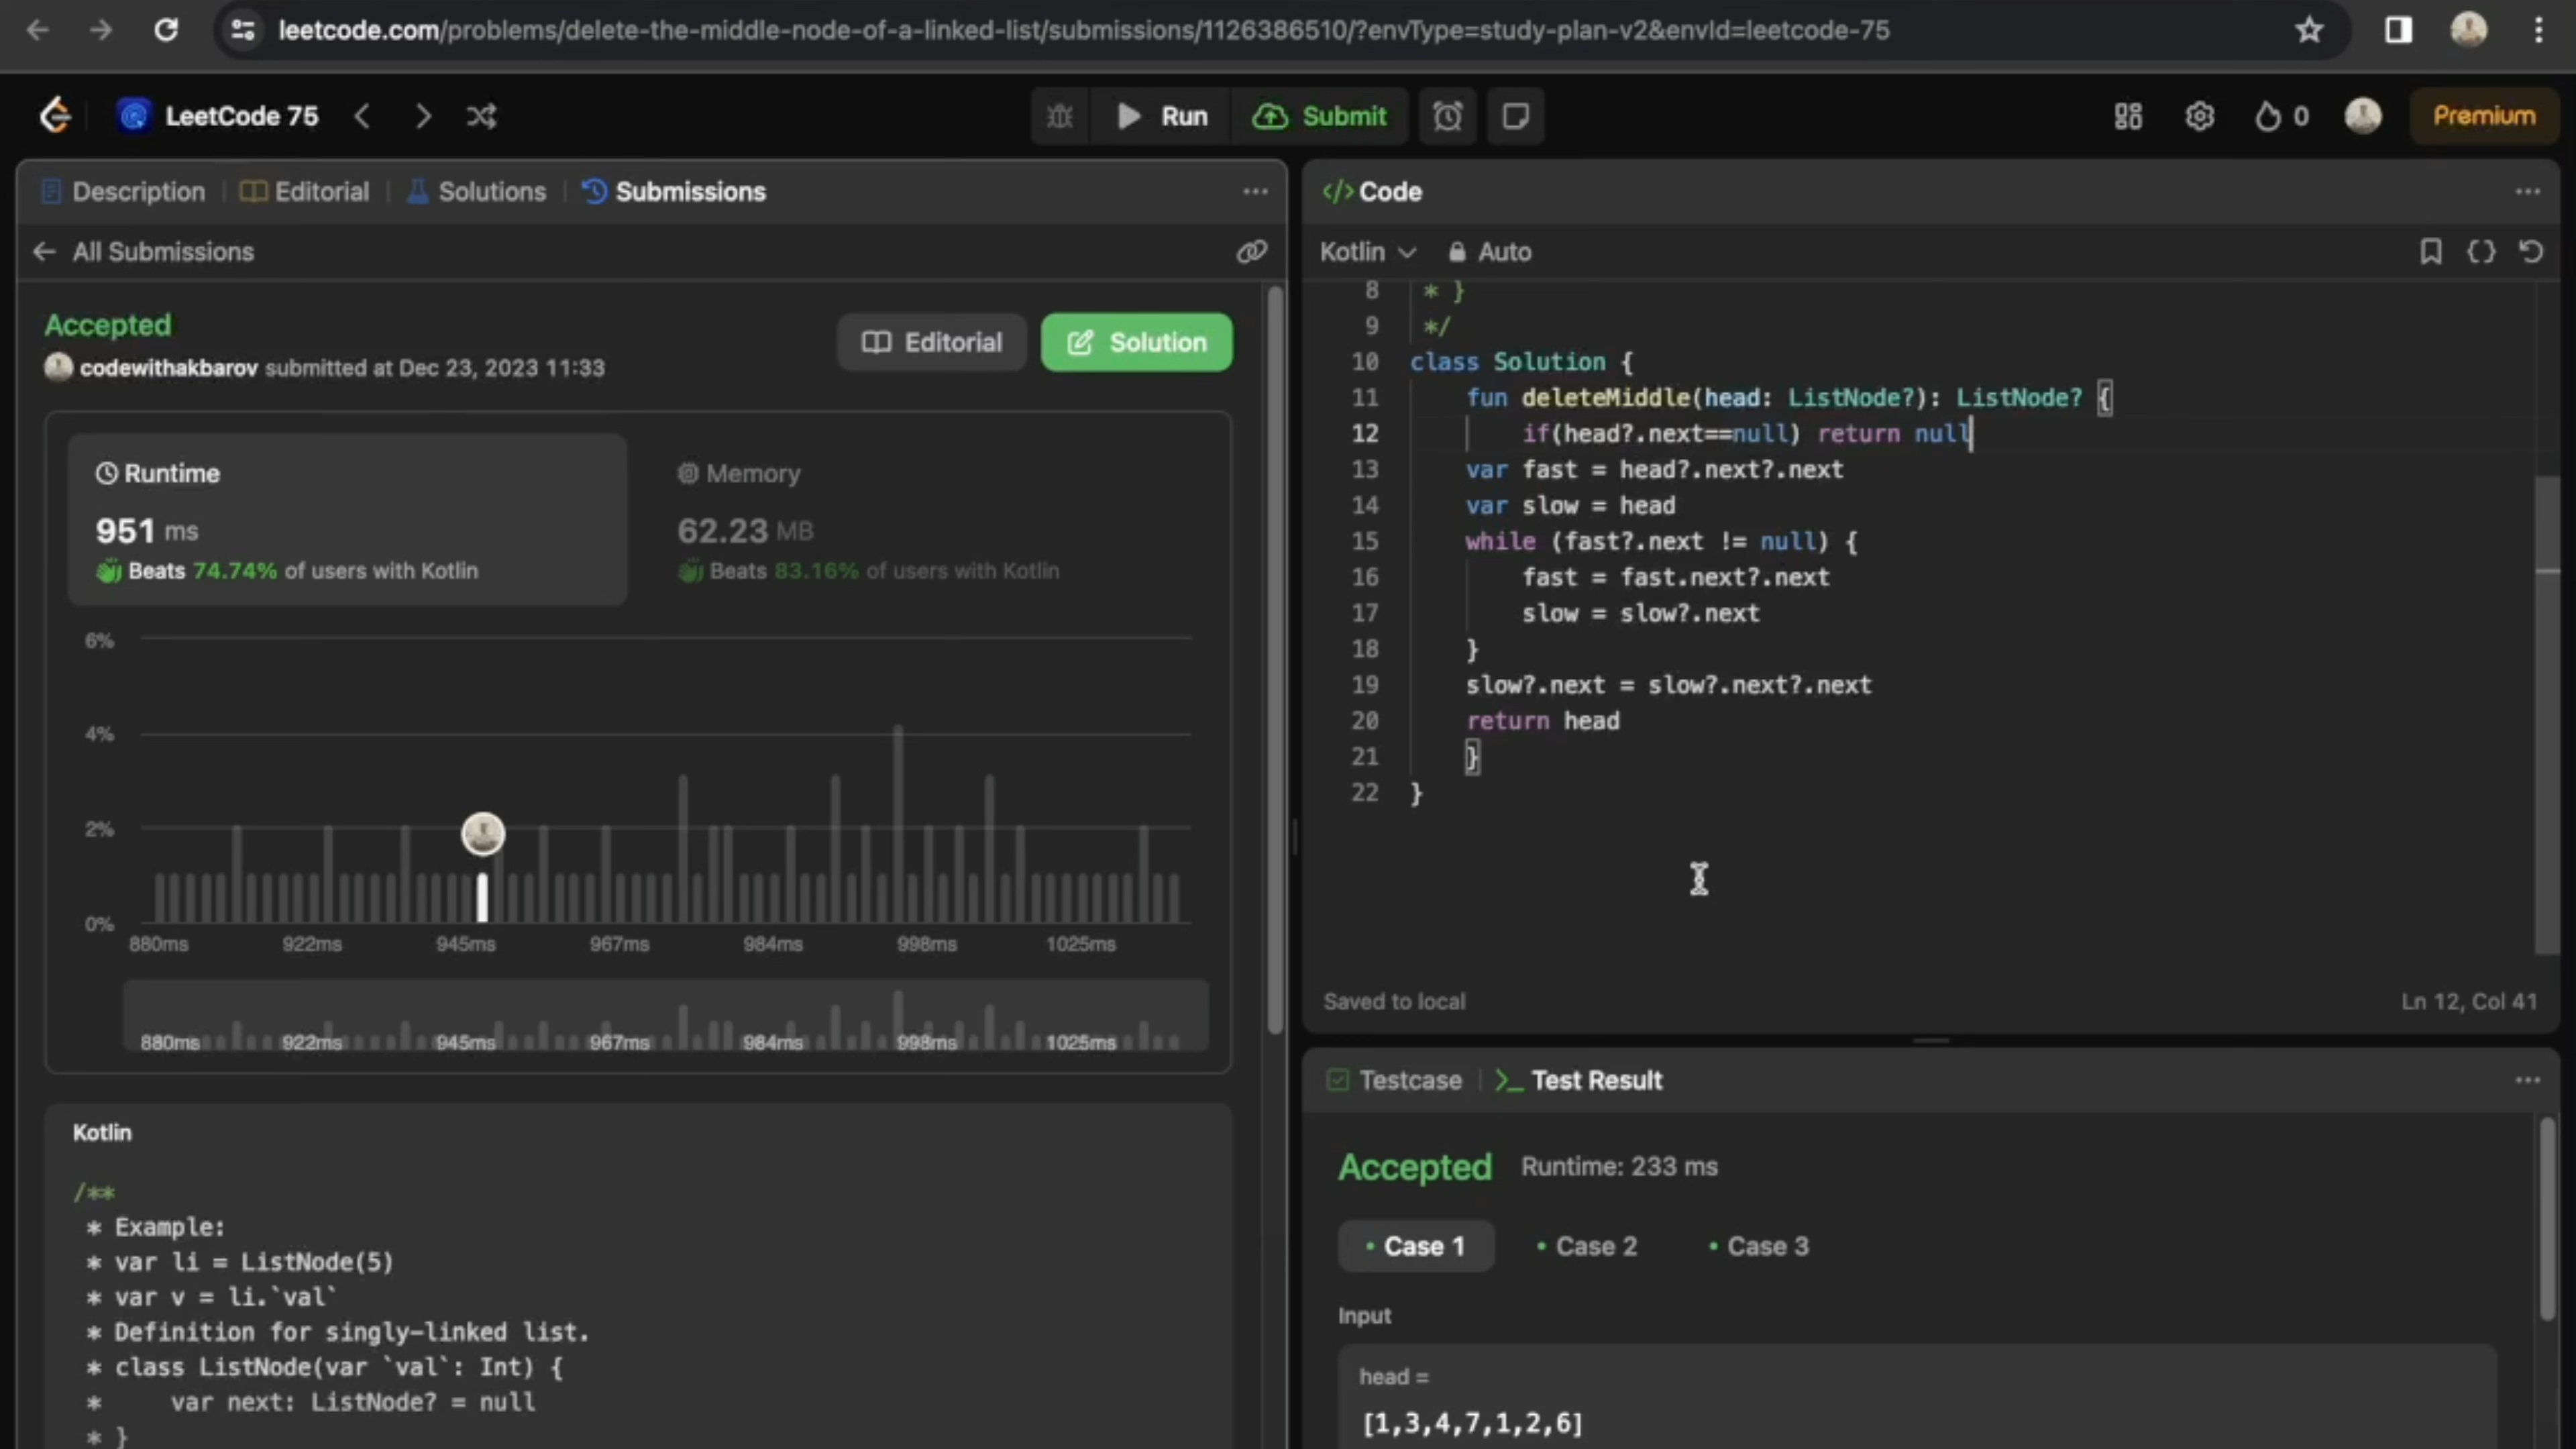 leetcode.com/problems/delete-the-middle-node-of-a-linked-list/submissions/1126386510/?envType=study-plan-v2&envId=leetcode-75
LeetCode 75
Run
Submit
0
Premium
Description
Editorial
Solutions
Submissions
All Submissions
Accepted
codewithakbarov submitted at Dec 23, 2023 11:33
Editorial
Solution
Runtime
951 ms
Beats 74.74% of users with Kotlin
Memory
62.23 MB
Beats 83.16% of users with Kotlin
6%
4%
2%
0%
880ms 922ms 945ms 967ms 984ms 998ms 1025ms
880ms 922ms 945ms 967ms 984ms 998ms 1025ms
Kotlin
/**
* Example:
* var li = ListNode(5)
* var v = li.`val`
* Definition for singly-linked list.
* class ListNode(var `val`: Int) {
*     var next: ListNode? = null
* }
</> Code
Kotlin
Auto
8 * }
9 */
10 class Solution {
11     fun deleteMiddle(head: ListNode?): ListNode? {
12         if(head?.next==null) return null
13     var fast = head?.next?.next
14     var slow = head
15     while (fast?.next != null) {
16         fast = fast.next?.next
17         slow = slow?.next
18     }
19     slow?.next = slow?.next?.next
20     return head
21     }
22 }
Saved to local
Ln 12, Col 41
Testcase
>_ Test Result
Accepted
Runtime: 233 ms
• Case 1
• Case 2
• Case 3
Input
head =
[1,3,4,7,1,2,6]